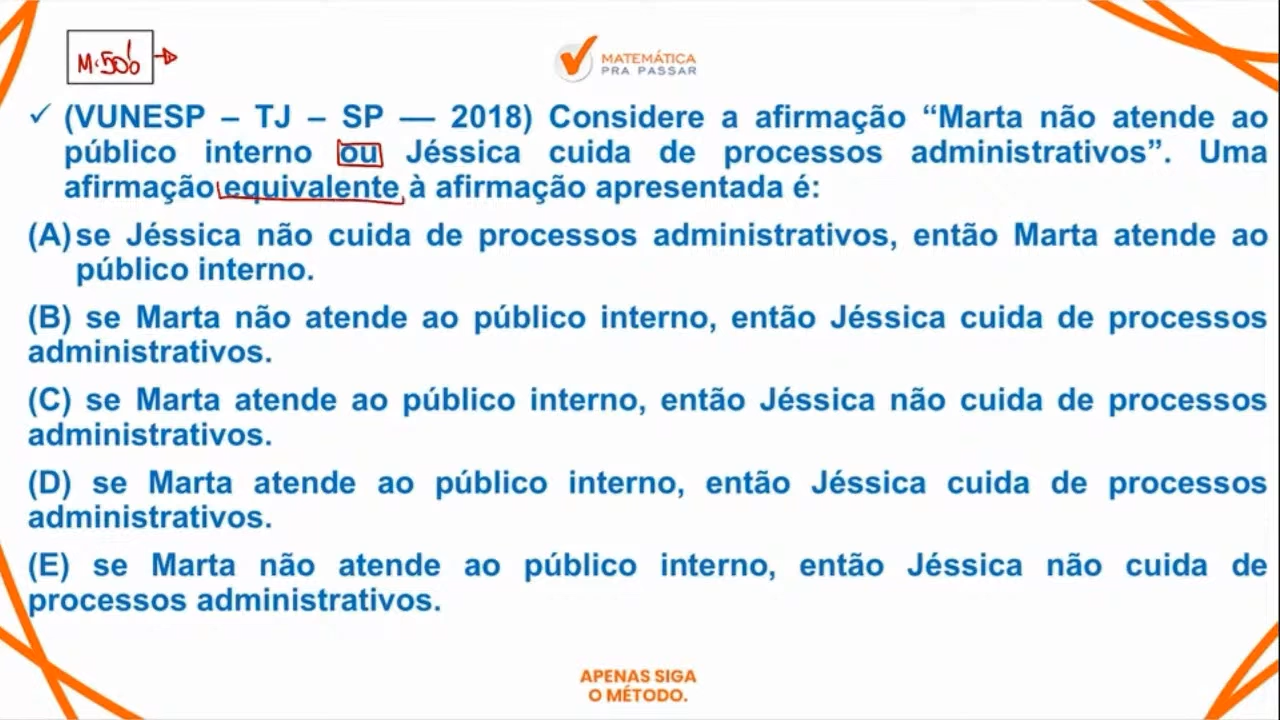 M.50%
MATEMÁTICA
PRA PASSAR
✓ (VUNESP – TJ – SP — 2018) Considere a afirmação “Marta não atende ao
público interno ou Jéssica cuida de processos administrativos”. Uma
afirmação equivalente à afirmação apresentada é:
(A) se Jéssica não cuida de processos administrativos, então Marta atende ao
público interno.
(B) se Marta não atende ao público interno, então Jéssica cuida de processos
administrativos.
(C) se Marta atende ao público interno, então Jéssica não cuida de processos
administrativos.
(D) se Marta atende ao público interno, então Jéssica cuida de processos
administrativos.
(E) se Marta não atende ao público interno, então Jéssica não cuida de
processos administrativos.
APENAS SIGA
O MÉTODO.